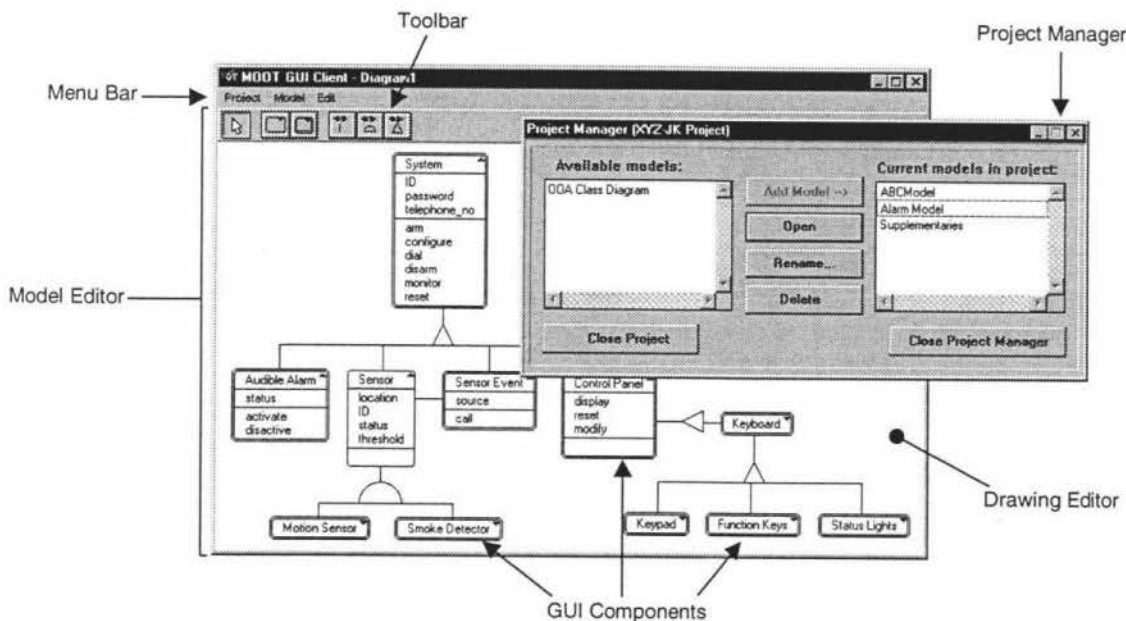 Toolbar
Project Manager
Menu Bar
MOOT GUI Client - Diagram1
Project Model Edit
Project Manager (XYZ-JK Project)
Available models:
Current models in project:
OOA Class Diagram
Add Model -->
Open
Rename...
Delete
ABCModel
Alarm Model
Supplementaries
Close Project
Close Project Manager
Model Editor
System
ID
password
telephone_no
arm
configure
dial
disarm
monitor
reset
Audible Alarm
status
activate
disactive
Sensor
location
ID
status
threshold
Sensor Event
source
call
Control Panel
display
reset
modify
Keyboard
Drawing Editor
Motion Sensor
Smoke Detector
Keypad
Function Keys
Status Lights
GUI Components